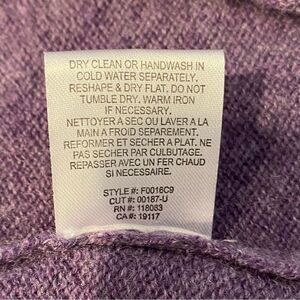 DRY CLEAN OR HANDWASH IN
COLD WATER SEPARATELY.
RESHAPE & DRY FLAT. DO NOT
TUMBLE DRY. WARM IRON
IF NECESSARY.
NETTOYER A SEC OU LAVER A LA
MAIN A FROID SEPAREMENT.
REFORMER ET SECHER A PLAT. NE
PAS SECHER PAR CULBUTAGE.
REPASSER AVEC UN FER CHAUD
SI NECESSAIRE.
STYLE #: F0016C9
CUT #: 00187-U
RN #: 118083
CA#: 19117